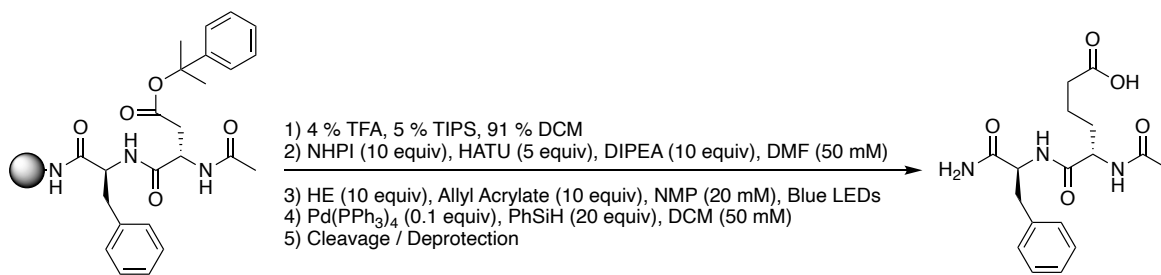 O
O
O
H
N
O
N
H
O
N
H
1) 4 % TFA, 5 % TIPS, 91 % DCM
2) NHPI (10 equiv), HATU (5 equiv), DIPEA (10 equiv), DMF (50 mM)
3) HE (10 equiv), Allyl Acrylate (10 equiv), NMP (20 mM), Blue LEDs
4) Pd(PPh3)4 (0.1 equiv), PhSiH (20 equiv), DCM (50 mM)
5) Cleavage / Deprotection
O
OH
O
H
N
O
H2N
O
N
H